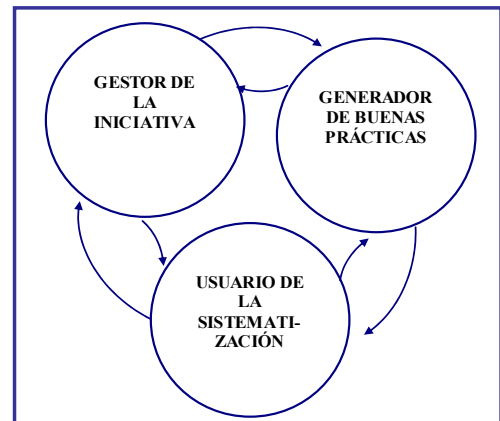 GESTOR DE
LA
INICIATIVA
GENERADOR
DE BUENAS
PRÁCTICAS
USUARIO DE
LA
SISTEMATI-
ZACIÓN